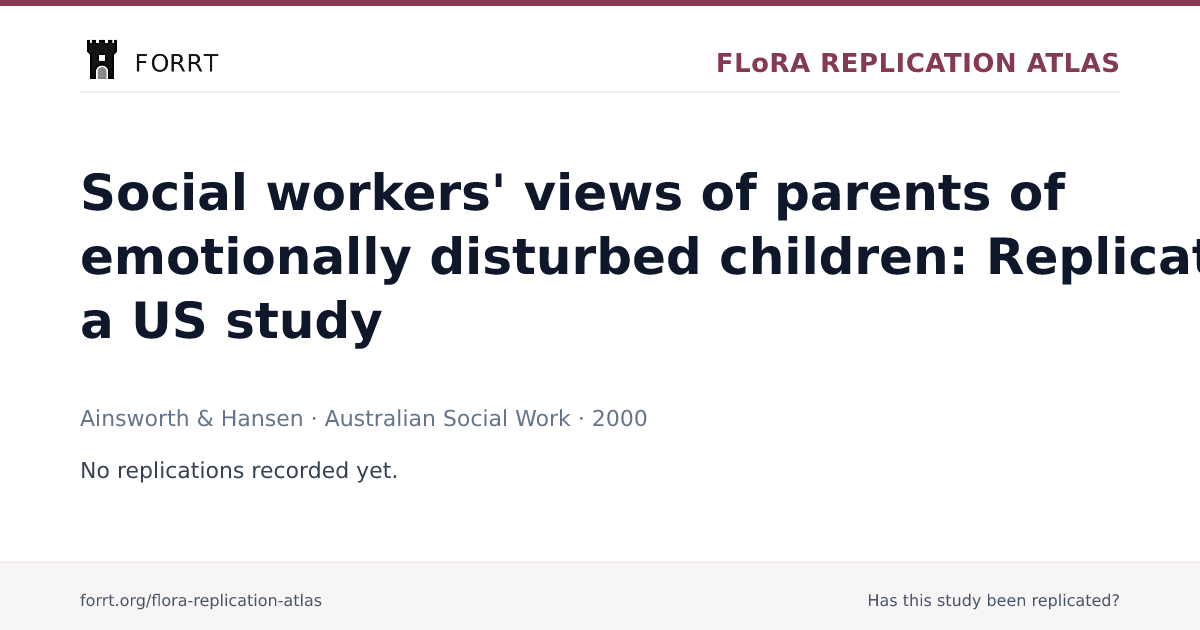 FORRT
FLoRA REPLICATION ATLAS
Social workers' views of parents of
emotionally disturbed children: Replicat
a US study
Ainsworth & Hansen · Australian Social Work · 2000
No replications recorded yet.
forrt.org/flora-replication-atlas
Has this study been replicated?